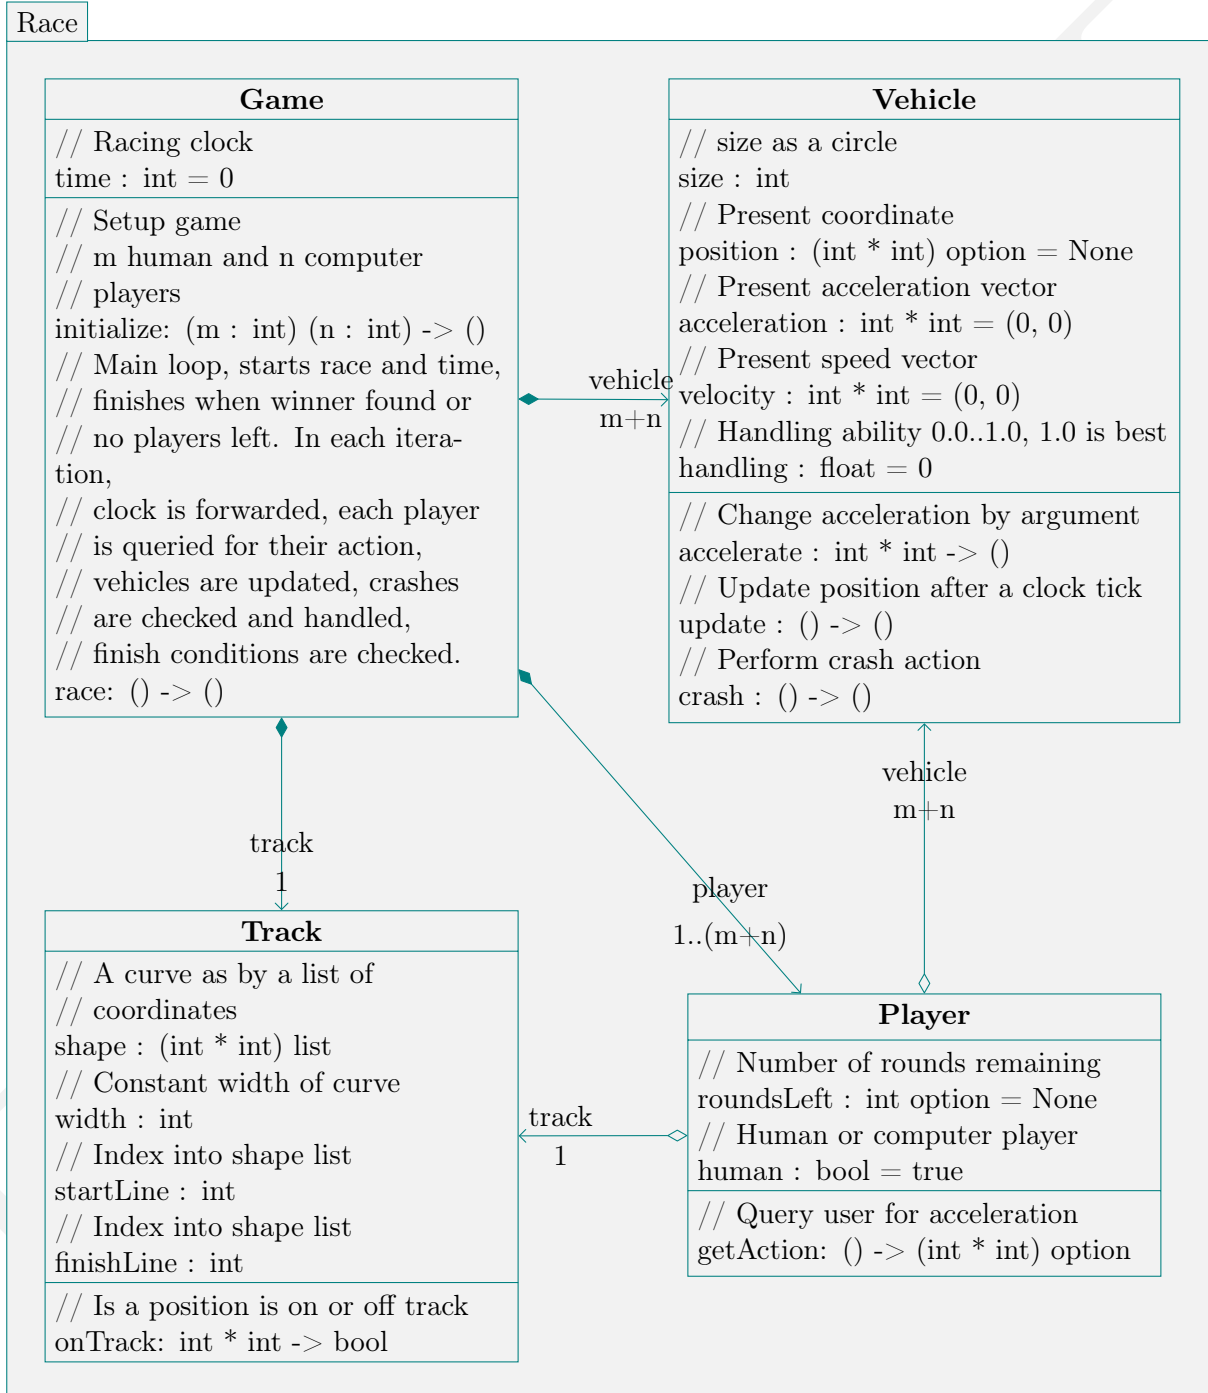 Race
Game
// Racing clock
time : int = 0
// Setup game
// m human and n computer
// players
initialize: (m : int) (n : int) -> ()
// Main loop, starts race and time,
// finishes when winner found or
// no players left. In each itera-
tion,
// clock is forwarded, each player
// is queried for their action,
// vehicles are updated, crashes
// are checked and handled,
// finish conditions are checked.
race: () -> ()
vehicle
m+n
Vehicle
// size as a circle
size : int
// Present coordinate
position : (int * int) option = None
// Present acceleration vector
acceleration : int * int = (0, 0)
// Present speed vector
velocity : int * int = (0, 0)
// Handling ability 0.0..1.0, 1.0 is best
handling : float = 0
// Change acceleration by argument
accelerate : int * int -> ()
// Update position after a clock tick
update : () -> ()
// Perform crash action
crash : () -> ()
vehicle
m+n
track
1
player
1..(m+n)
Track
// A curve as by a list of
// coordinates
shape : (int * int) list
// Constant width of curve
width : int
// Index into shape list
startLine : int
// Index into shape list
finishLine : int
// Is a position is on or off track
onTrack: int * int -> bool
track
1
Player
// Number of rounds remaining
roundsLeft : int option = None
// Human or computer player
human : bool = true
// Query user for acceleration
getAction: () -> (int * int) option